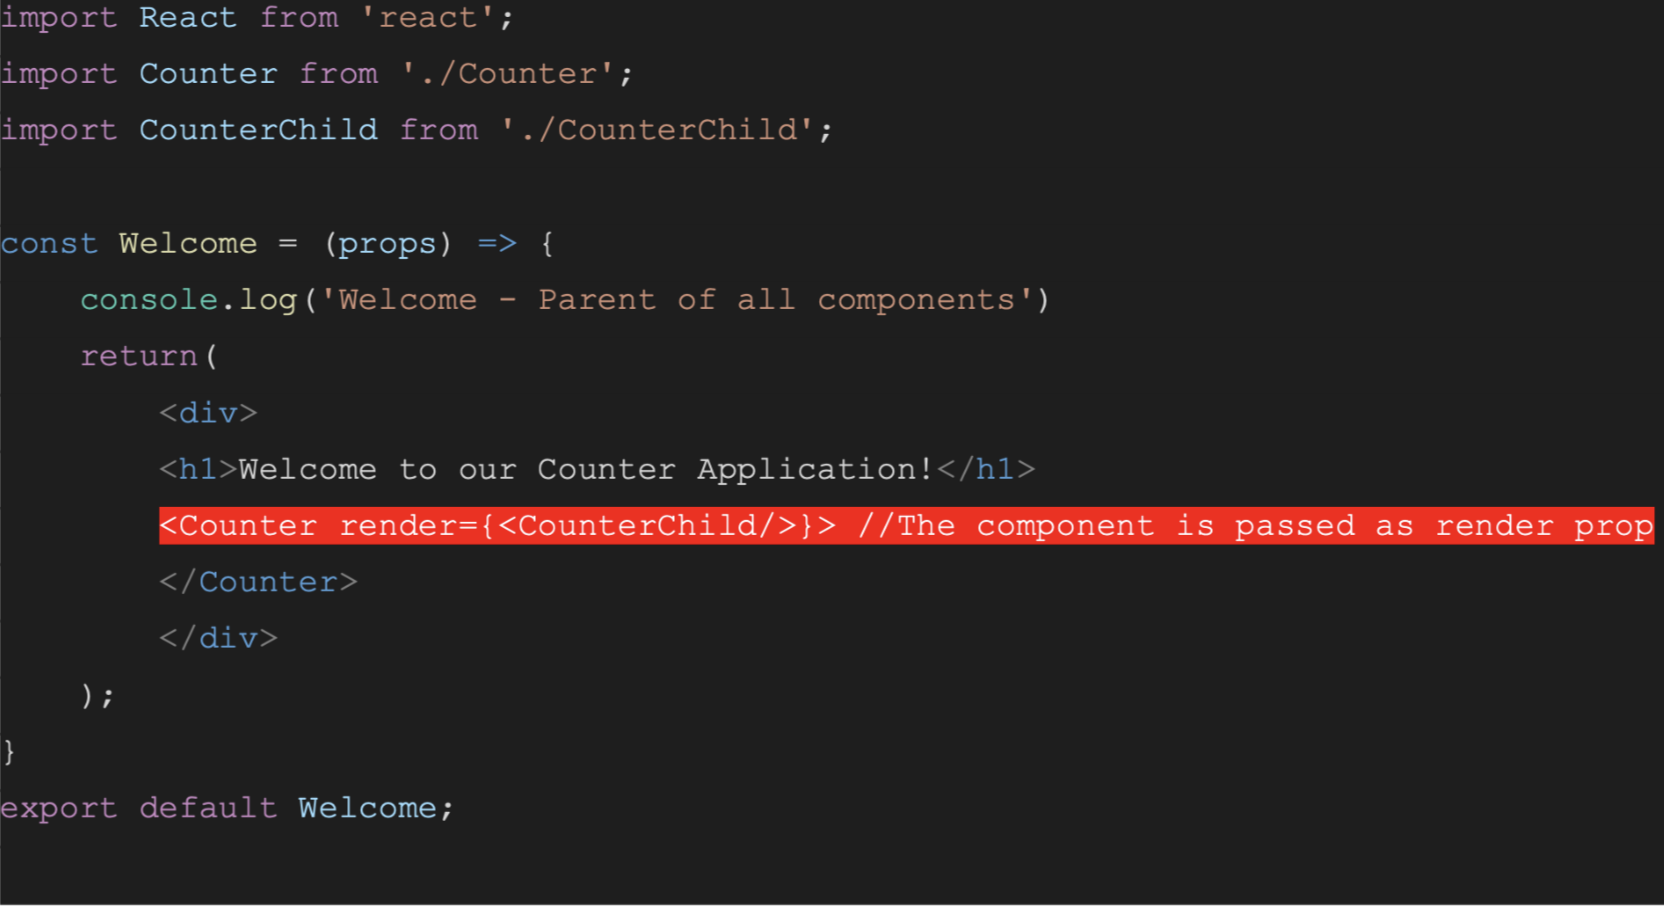 import React from 'react';
import Counter from './Counter';
import CounterChild from './CounterChild';
const Welcome = (props) => {
console.log('Welcome - Parent of all components')
return(
<div>
<h1>Welcome to our Counter Application!</h1>
<Counter render={<CounterChild/>}> //The component is passed as render prop
</Counter>
</div>
);
}
export default Welcome;